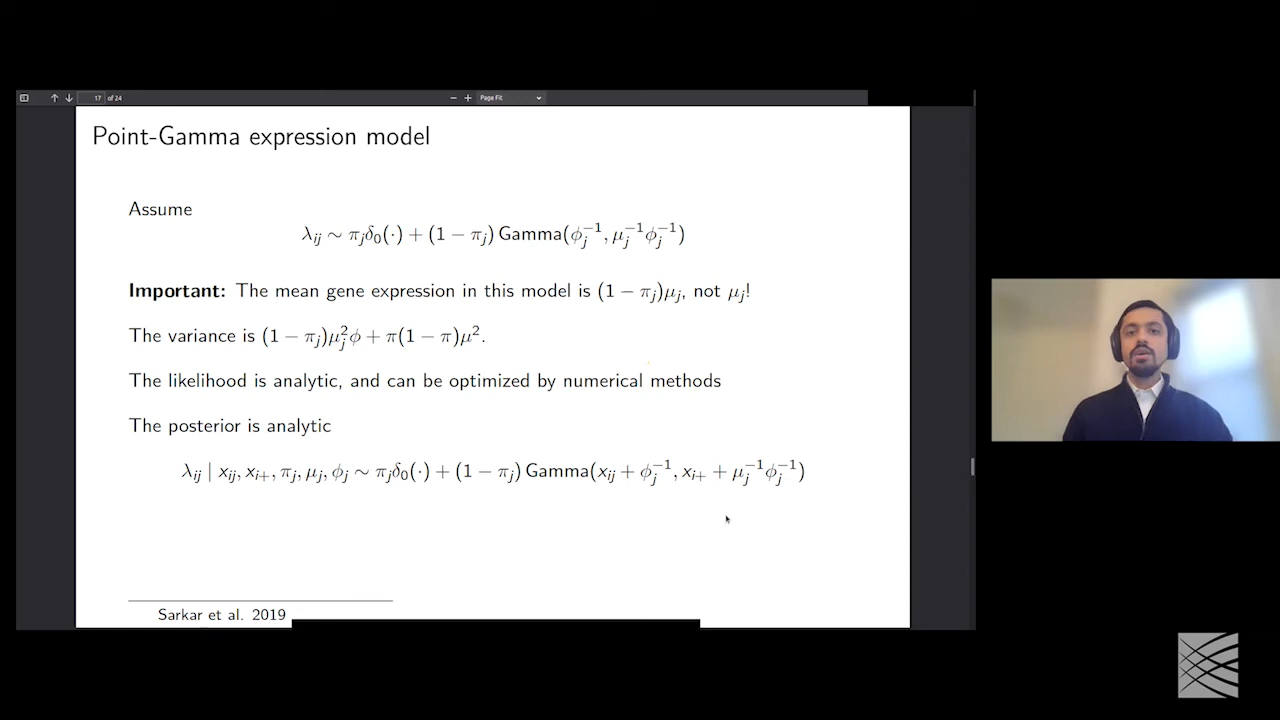 17 of 24
Page Fit
Point-Gamma expression model
Assume
λ_ij ∼ π_j δ_0(·) + (1 − π_j) Gamma(φ_j^{−1}, μ_j^{−1} φ_j^{−1})
Important: The mean gene expression in this model is (1 − π_j)μ_j, not μ_j!
The variance is (1 − π_j)μ_j^2 φ + π(1 − π)μ^2.
The likelihood is analytic, and can be optimized by numerical methods
The posterior is analytic
λ_ij | x_ij, x_i+, π_j, μ_j, φ_j ∼ π_j δ_0(·) + (1 − π_j) Gamma(x_ij + φ_j^{−1}, x_i+ + μ_j^{−1} φ_j^{−1})
Sarkar et al. 2019